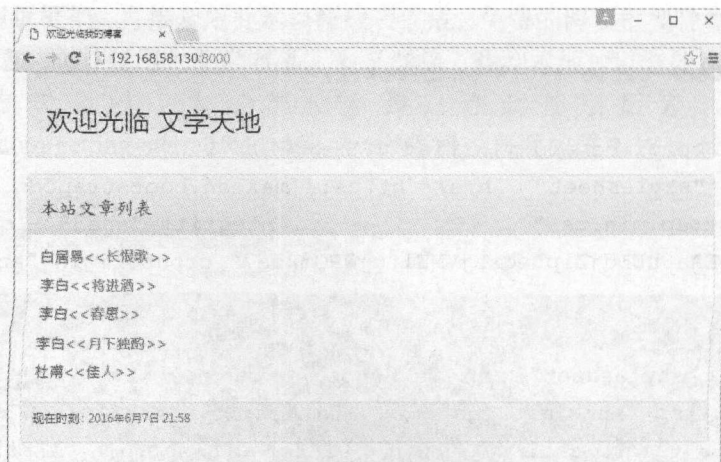 欢迎光临我的博客
192.168.58.130:8000
欢迎光临 文学天地
本站文章列表
白居易<<长恨歌>>
李白<<将进酒>>
李白<<春思>>
李白<<月下独酌>>
杜甫<<佳人>>
现在时刻: 2016年6月7日 21:58